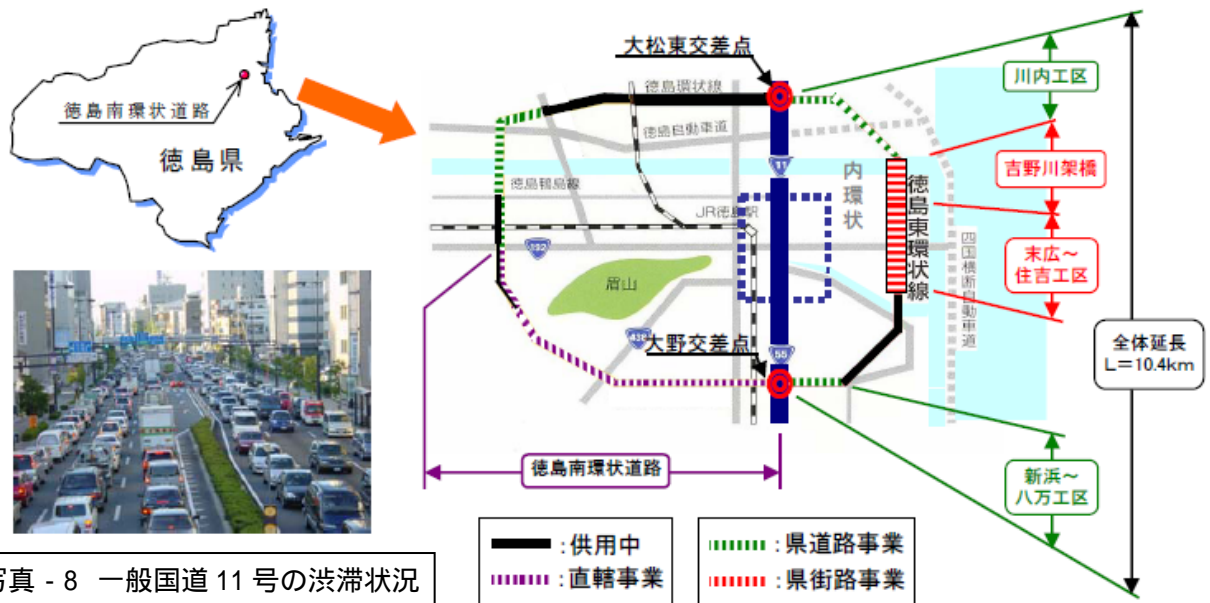 徳島南環状道路
徳島県
大松東交差点
徳島環状線
徳島自動車道
11
内環状
徳島鴨島線
JR徳島駅
192
眉山
438
大野交差点
55
徳島東環状線
四国横断自動車道
徳島南環状道路
川内工区
吉野川架橋
末広～
住吉工区
全体延長
L=10.4km
新浜～
八万工区
:供用中
:直轄事業
:県道路事業
:県街路事業
写真 - 8 一般国道 11 号の渋滞状況